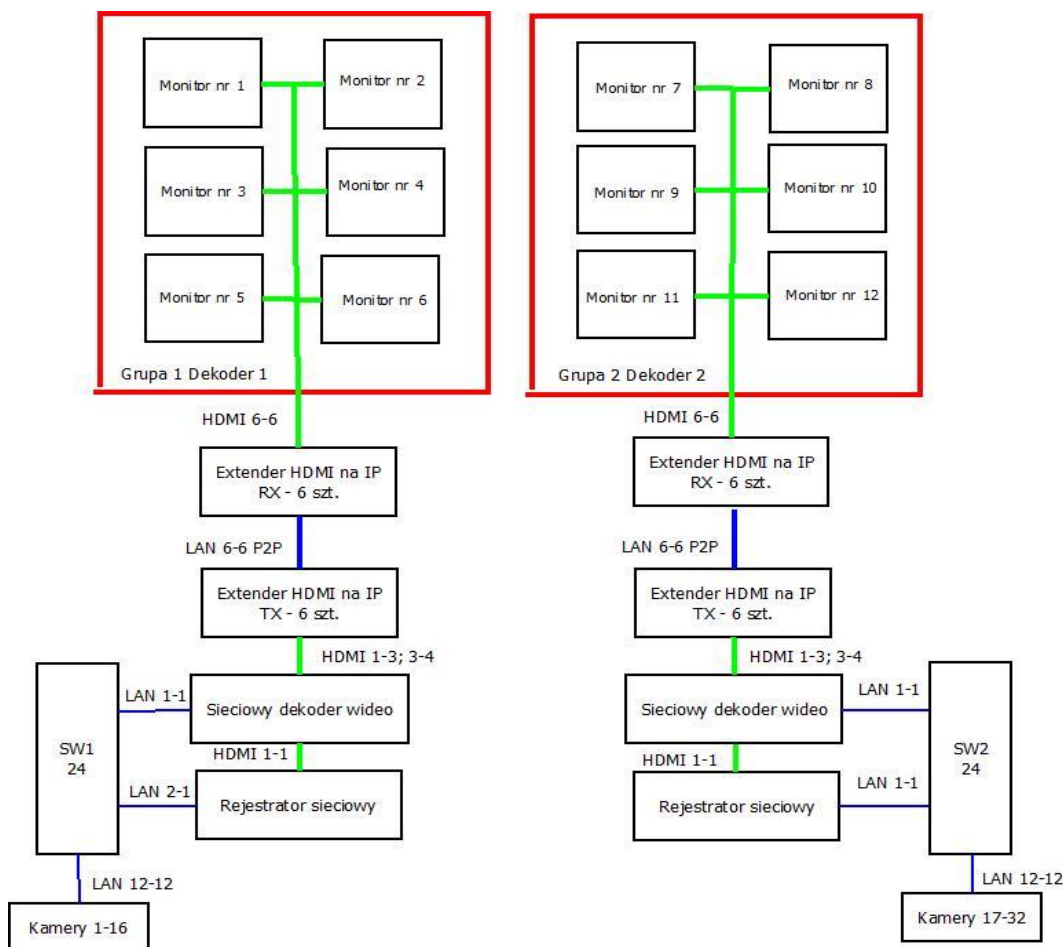 Monitor nr 1
Monitor nr 2
Monitor nr 3
Monitor nr 4
Monitor nr 5
Monitor nr 6
Grupa 1 Dekoder 1
HDMI 6-6
Extender HDMI na IP
RX - 6 szt.
LAN 6-6 P2P
Extender HDMI na IP
TX - 6 szt.
HDMI 1-3; 3-4
LAN 1-1
Sieciowy dekoder wideo
SW1
24
HDMI 1-1
LAN 2-1
Rejestrator sieciowy
LAN 12-12
Kamery 1-16
Monitor nr 7
Monitor nr 8
Monitor nr 9
Monitor nr 10
Monitor nr 11
Monitor nr 12
Grupa 2 Dekoder 2
HDMI 6-6
Extender HDMI na IP
RX - 6 szt.
LAN 6-6 P2P
Extender HDMI na IP
TX - 6 szt.
HDMI 1-3; 3-4
LAN 1-1
Sieciowy dekoder wideo
SW2
24
HDMI 1-1
LAN 1-1
Rejestrator sieciowy
LAN 12-12
Kamery 17-32